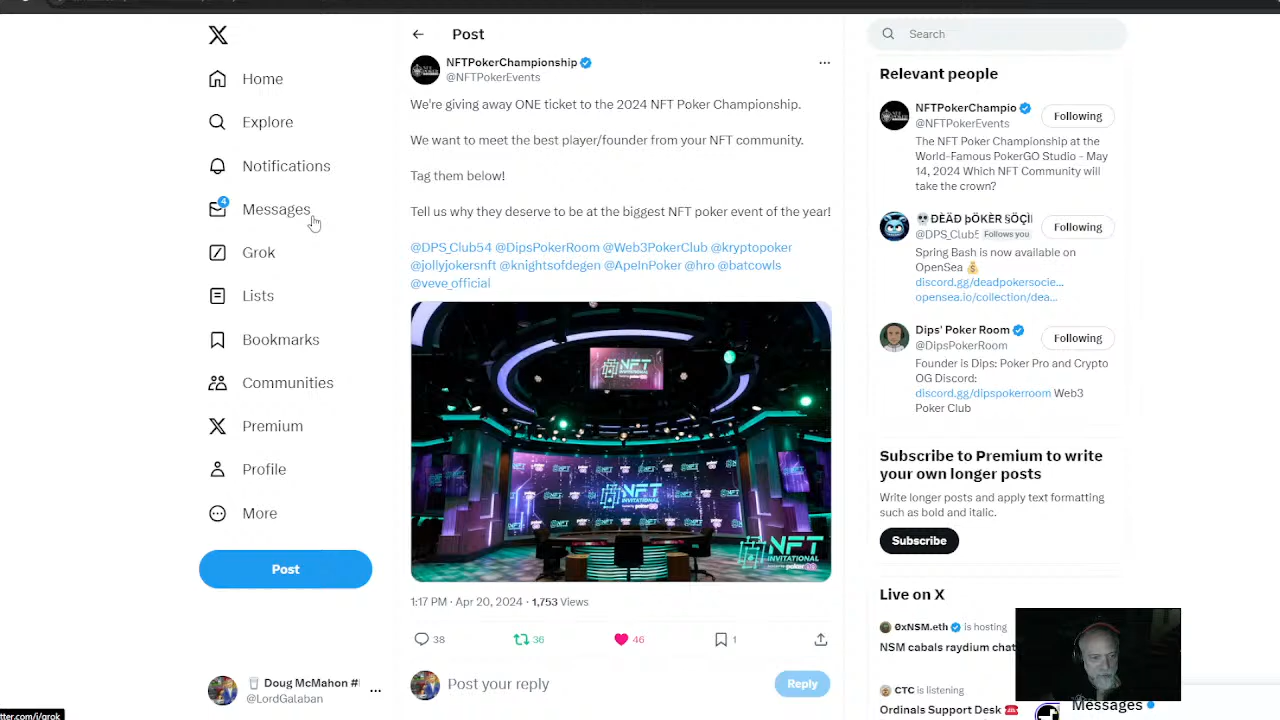 X
Home
Explore
Notifications
4
Messages
Grok
Lists
Bookmarks
Communities
Premium
Profile
More
Post
Doug McMahon #
@LordGalaban
Post
NFTPokerChampionship
@NFTPokerEvents
We're giving away ONE ticket to the 2024 NFT Poker Championship.
We want to meet the best player/founder from your NFT community.
Tag them below!
Tell us why they deserve to be at the biggest NFT poker event of the year!
@DPS_Club54 @DipsPokerRoom @Web3PokerClub @kryptopoker
@jollyjokersnft @knightsofdegen @ApeInPoker @hro @batcowls
@veve_official
NFT
NFT
INVITATIONAL
NFT
INVITATIONAL
1:17 PM · Apr 20, 2024 · 1,753 Views
38 36 46 1
Post your reply
Reply
Search
Relevant people
NFTPokerChampio
@NFTPokerEvents
Following
The NFT Poker Championship at the
World-Famous PokerGO Studio - May
14, 2024 Which NFT Community will
take the crown?
DÈÄD þÖKÈR §ÖÇÌ
@DPS_Club5 Follows you
Following
Spring Bash is now available on
OpenSea
discord.gg/deadpokersocie...
opensea.io/collection/dea...
Dips' Poker Room
@DipsPokerRoom
Following
Founder is Dips: Poker Pro and Crypto
OG Discord:
discord.gg/dipspokerroom Web3
Poker Club
Subscribe to Premium to write
your own longer posts
Write longer posts and apply text formatting
such as bold and italic.
Subscribe
Live on X
0xNSM.eth is hosting
NSM cabals raydium chat
CTC is listening
Ordinals Support Desk
Messages
tter.com/i/grok